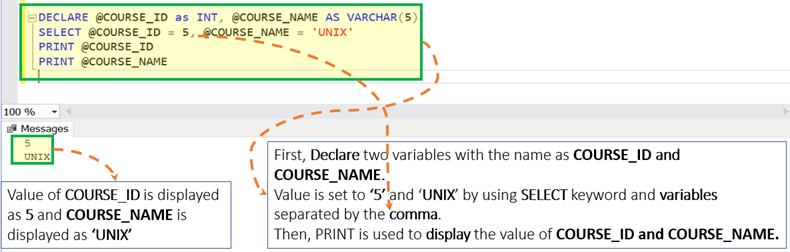 DECLARE @COURSE_ID as INT, @COURSE_NAME AS VARCHAR(5)
SELECT @COURSE_ID = 5, @COURSE_NAME = 'UNIX'
PRINT @COURSE_ID
PRINT @COURSE_NAME
100 %
Messages
5
UNIX
First, Declare two variables with the name as COURSE_ID and
COURSE_NAME.
Value is set to ‘5’ and ‘UNIX’ by using SELECT keyword and variables
separated by the comma.
Then, PRINT is used to display the value of COURSE_ID and COURSE_NAME.
Value of COURSE_ID is displayed
as 5 and COURSE_NAME is
displayed as ‘UNIX’